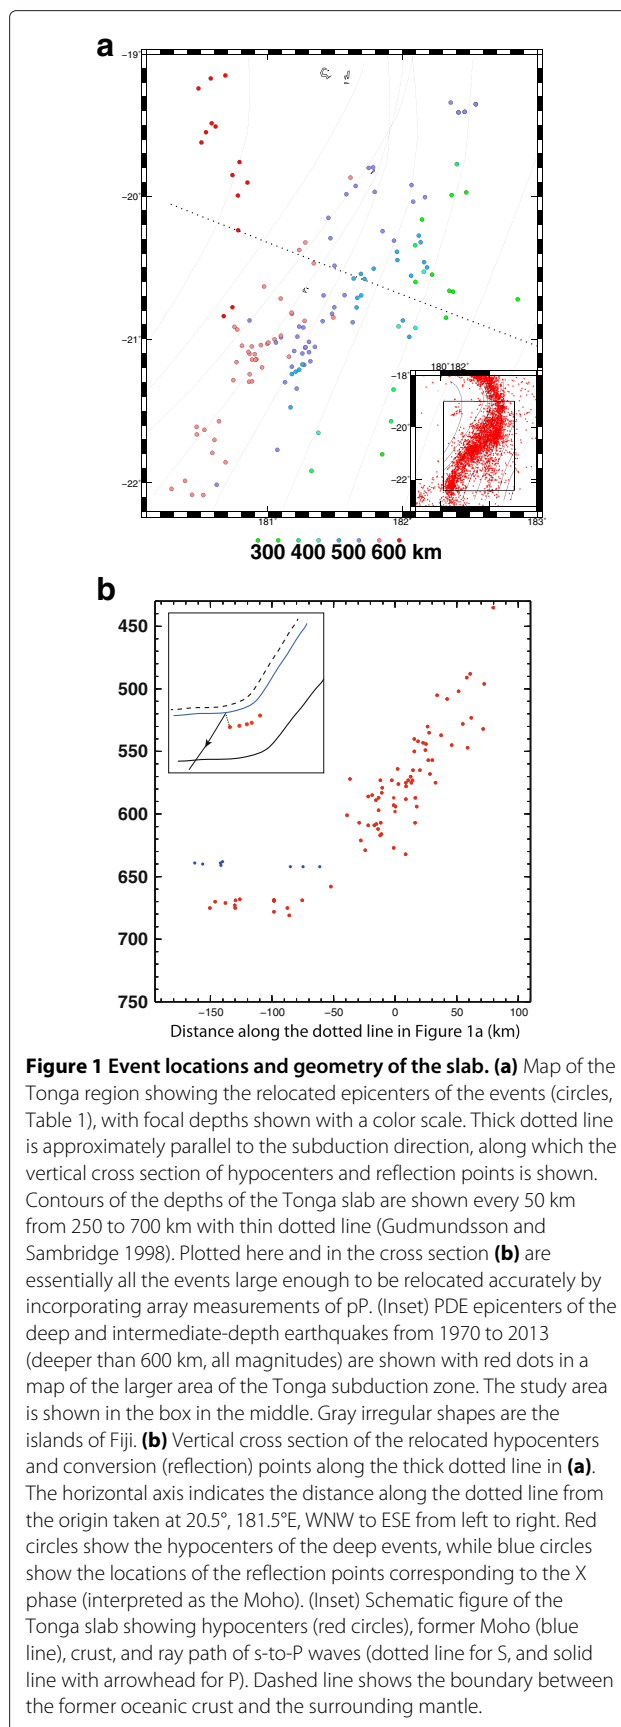 a
−19˚
−20˚
−21˚
−22˚
180˚182˚
−18˚
−20˚
−22˚
181˚
182˚
183˚
300 400 500 600 km
b
450
500
550
600
650
700
750
−150
−100
−50
0
50
100
Distance along the dotted line in Figure 1a (km)
Figure 1 Event locations and geometry of the slab. (a) Map of the
Tonga region showing the relocated epicenters of the events (circles,
Table 1), with focal depths shown with a color scale. Thick dotted line
is approximately parallel to the subduction direction, along which the
vertical cross section of hypocenters and reflection points is shown.
Contours of the depths of the Tonga slab are shown every 50 km
from 250 to 700 km with thin dotted line (Gudmundsson and
Sambridge 1998). Plotted here and in the cross section (b) are
essentially all the events large enough to be relocated accurately by
incorporating array measurements of pP. (Inset) PDE epicenters of the
deep and intermediate-depth earthquakes from 1970 to 2013
(deeper than 600 km, all magnitudes) are shown with red dots in a
map of the larger area of the Tonga subduction zone. The study area
is shown in the box in the middle. Gray irregular shapes are the
islands of Fiji. (b) Vertical cross section of the relocated hypocenters
and conversion (reflection) points along the thick dotted line in (a).
The horizontal axis indicates the distance along the dotted line from
the origin taken at 20.5°, 181.5°E, WNW to ESE from left to right. Red
circles show the hypocenters of the deep events, while blue circles
show the locations of the reflection points corresponding to the X
phase (interpreted as the Moho). (Inset) Schematic figure of the
Tonga slab showing hypocenters (red circles), former Moho (blue
line), crust, and ray path of s-to-P waves (dotted line for S, and solid
line with arrowhead for P). Dashed line shows the boundary between
the former oceanic crust and the surrounding mantle.